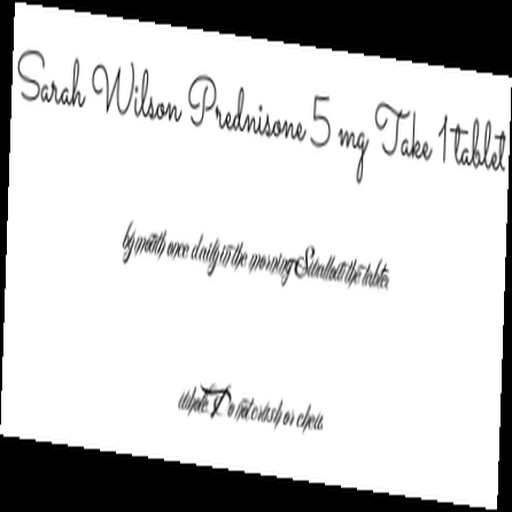 Sarah Wilson Prednisone 5 mg Take 1 tablet
by mouth once daily in the morning Swallow the tablet
whole. Do not crush or chew.